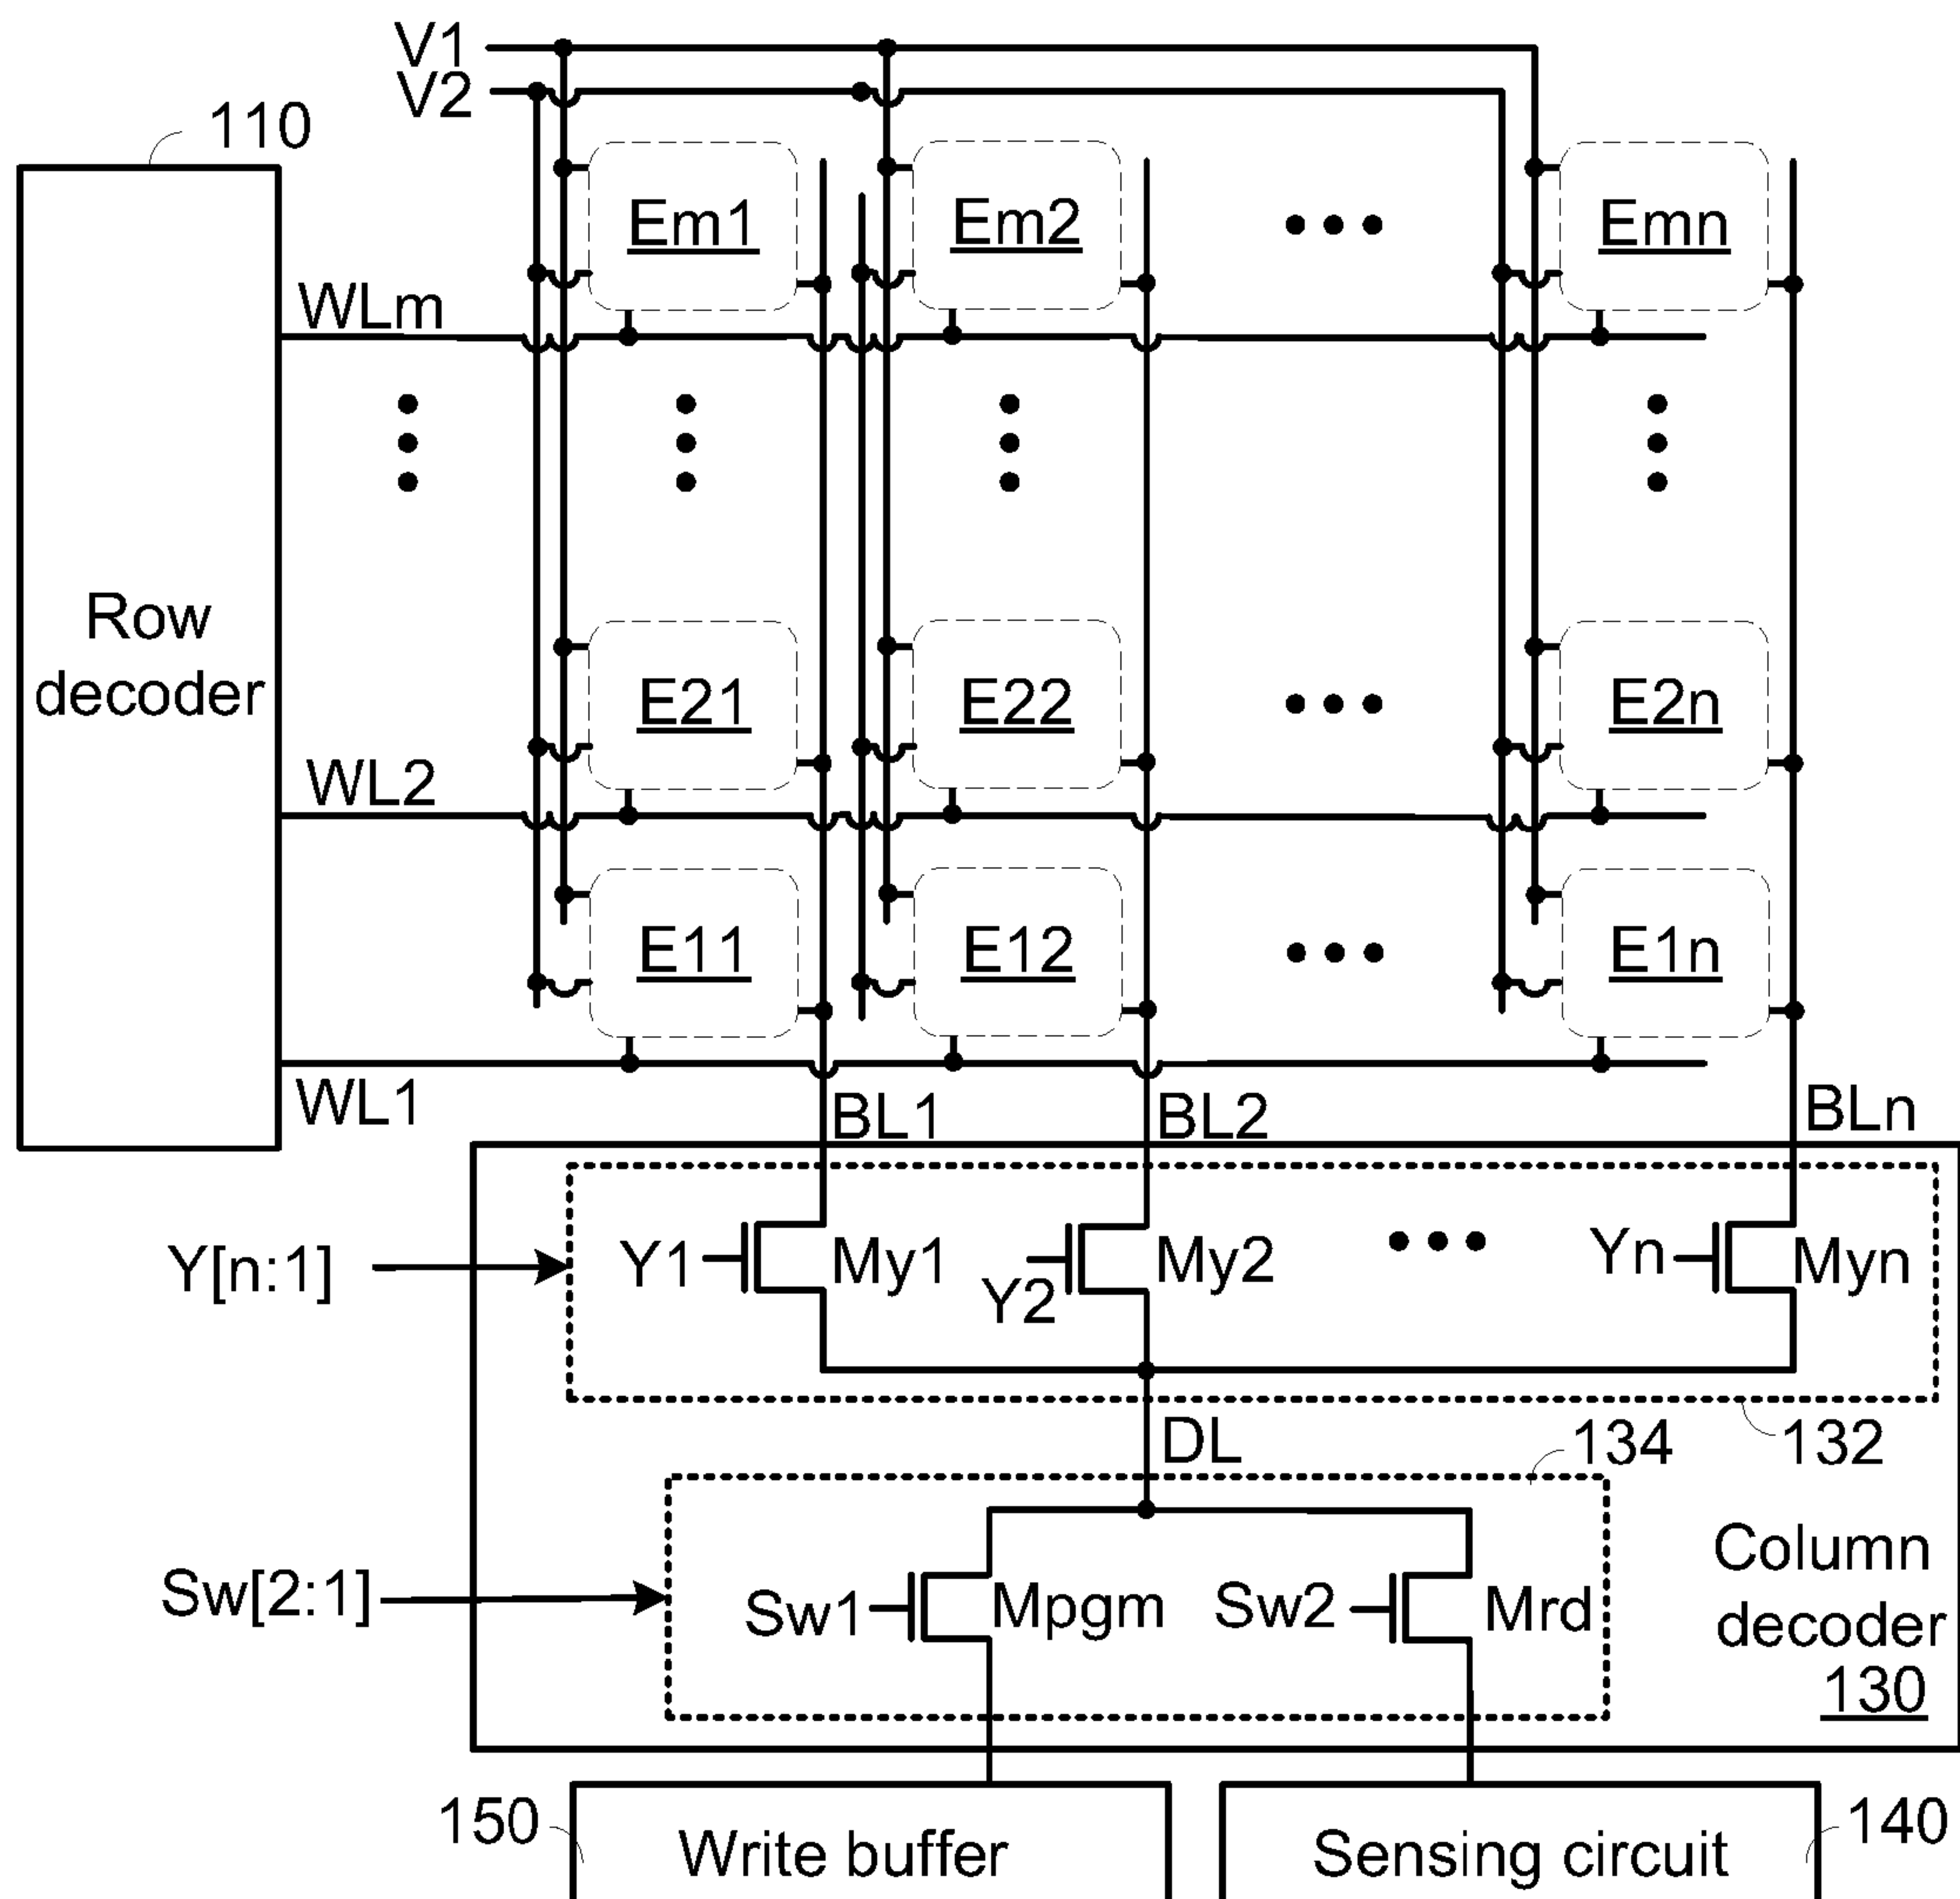 V1
V2
110
Em1
Em2
Emn
WLm
Row
decoder
E21
E22
E2n
WL2
E11
E12
E1n
WL1
BL1
BL2
BLn
Y[n:1]
Y1
My1
Y2
My2
Yn
Myn
132
DL
134
Sw[2:1]
Sw1
Mpgm
Sw2
Mrd
Column
decoder
130
150
Write buffer
Sensing circuit
140